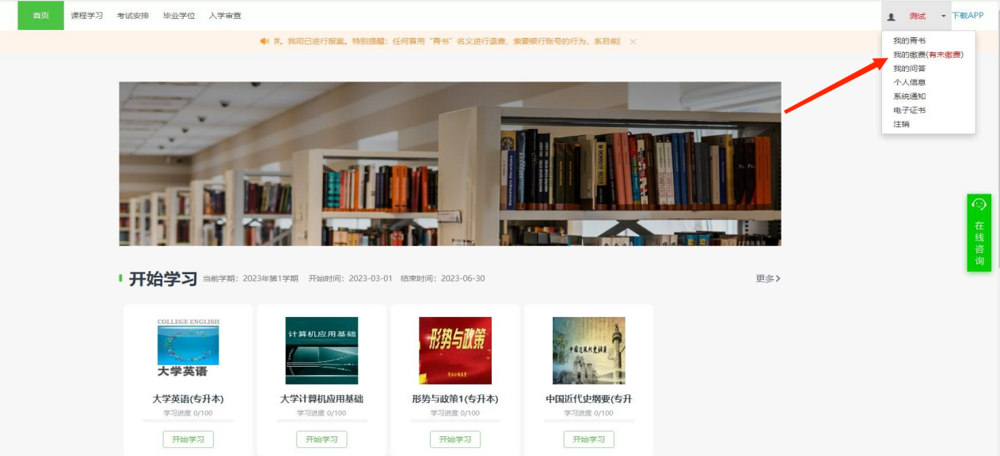 首页 课程学习 考试安排 毕业学位 入学审查 测试 下载APP
我司已进行报案。特别提醒：任何冒用“青书”名义进行退费、索要银行账号的行为，系目前
我的青书
我的缴费(有未缴费)
我的问答
个人信息
系统通知
电子证书
注销
在线咨询
开始学习 当前学期：2023年第1学期 开始时间：2023-03-01 结束时间：2023-06-30 更多
COLLEGE ENGLISH
大学英语
计算机应用基础
形势与政策
中国近现代史纲要
大学英语(专升本) 大学计算机应用基础 形势与政策1(专升本) 中国近代史纲要(专升
学习进度 0/100 学习进度 0/100 学习进度 0/100 学习进度 0/100
开始学习 开始学习 开始学习 开始学习